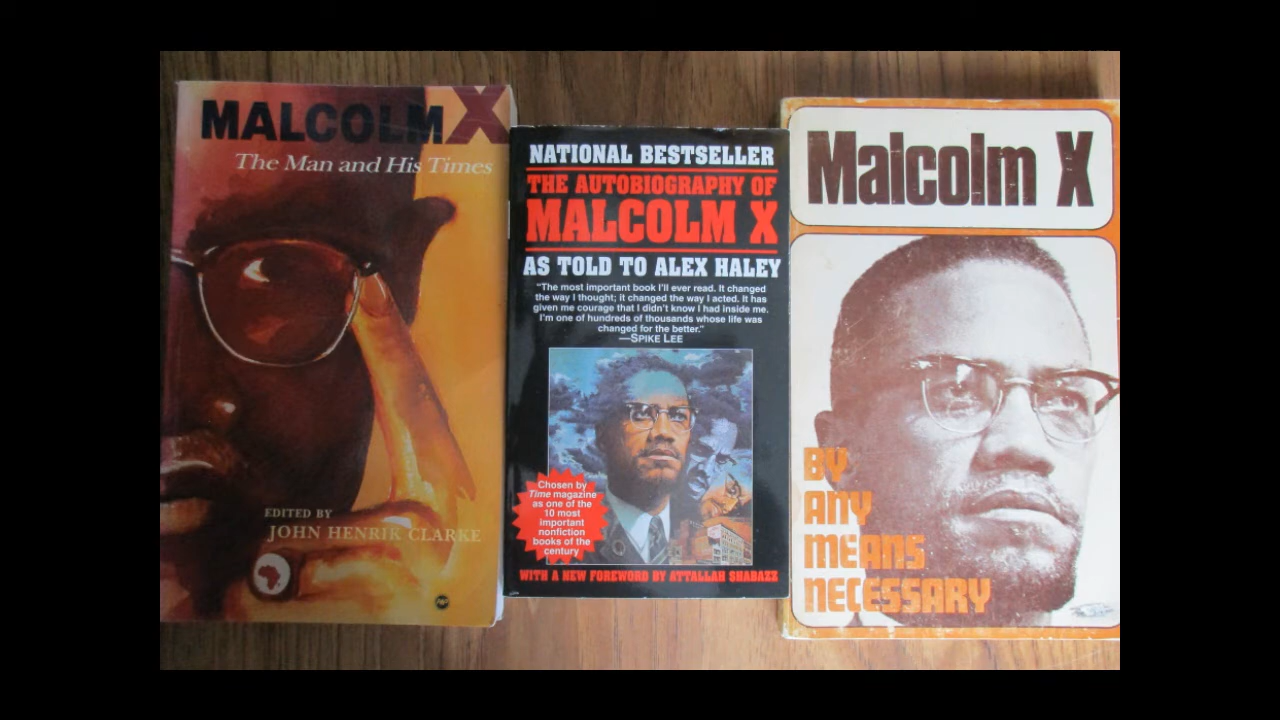 MALCOLM X
The Man and His Times
EDITED BY
JOHN HENRIK CLARKE
NATIONAL BESTSELLER
THE AUTOBIOGRAPHY OF
MALCOLM X
AS TOLD TO ALEX HALEY
"The most important book I'll ever read. It changed
the way I thought; it changed the way I acted. It has
given me courage that I didn't know I had inside me.
I'm one of hundreds of thousands whose life was
changed for the better."
—SPIKE LEE
Chosen by
Time magazine
as one of the
10 most
important
nonfiction
books of the
century
WITH A NEW FOREWORD BY ATTALLAH SHABAZZ
Malcolm X
BY
ANY
MEANS
NECESSARY